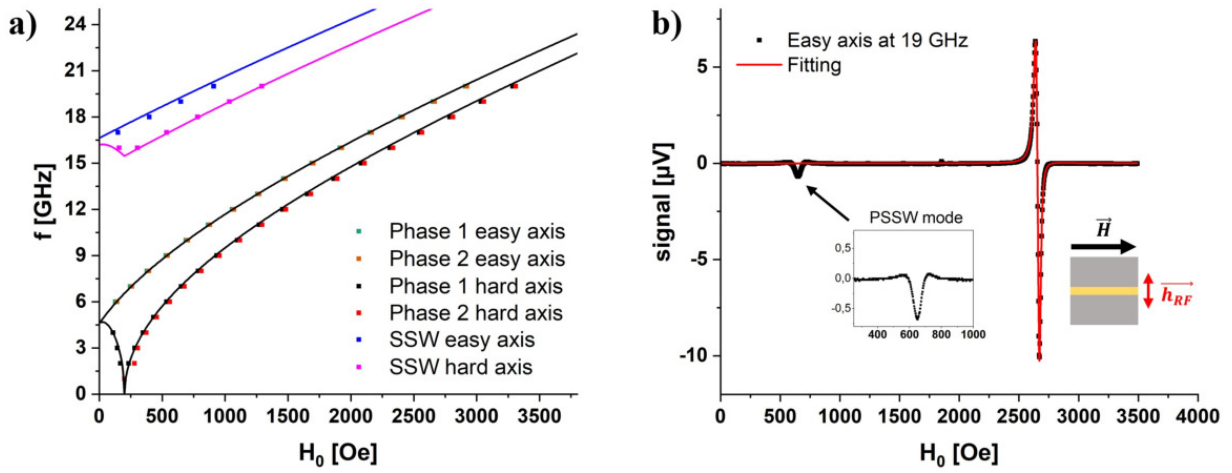 a)
24
21
18
15
12
9
6
3
0
f [GHz]
0 500 1000 1500 2000 2500 3000 3500
H₀ [Oe]
Phase 1 easy axis
Phase 2 easy axis
Phase 1 hard axis
Phase 2 hard axis
SSW easy axis
SSW hard axis
b)
5
0
-5
-10
signal [µV]
0 500 1000 1500 2000 2500 3000 3500 4000
H₀ [Oe]
Easy axis at 19 GHz
Fitting
PSSW mode
0,5
0,0
-0,5
400 600 800 1000
H
h_RF